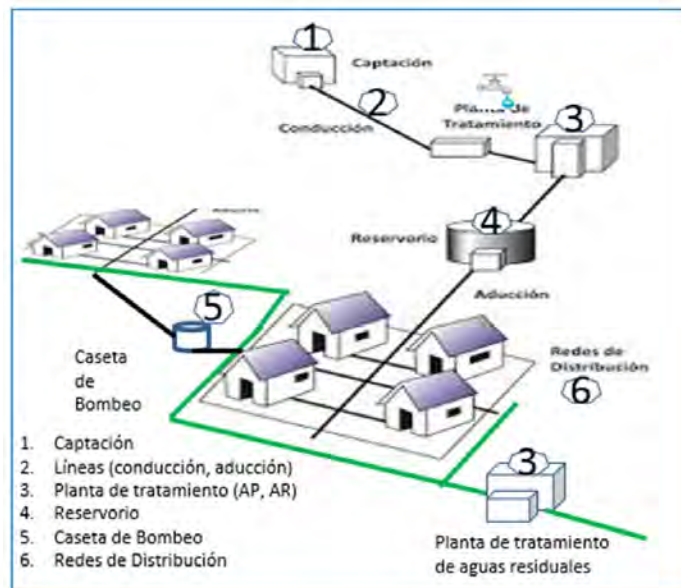 1
Captación
2
Planta de
Tratamiento
3
Conducción
4
Reservorio
Aducción
Aducción
5
Caseta
de
Bombeo
Redes de
Distribución
6
1. Captación
2. Líneas (conducción, aducción)
3. Planta de tratamiento (AP, AR)
4. Reservorio
5. Caseta de Bombeo
6. Redes de Distribución
3
Planta de tratamiento
de aguas residuales